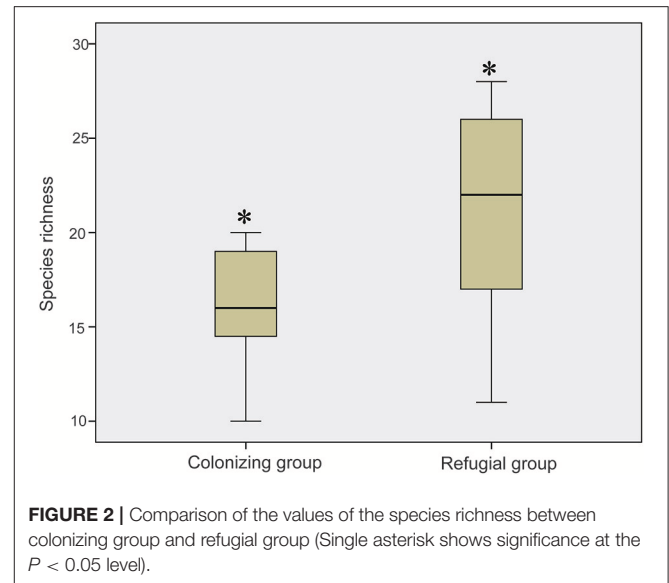 30
25
20
15
10
Species richness
*
*
Colonizing group
Refugial group
FIGURE 2 | Comparison of the values of the species richness between
colonizing group and refugial group (Single asterisk shows significance at the
P < 0.05 level).